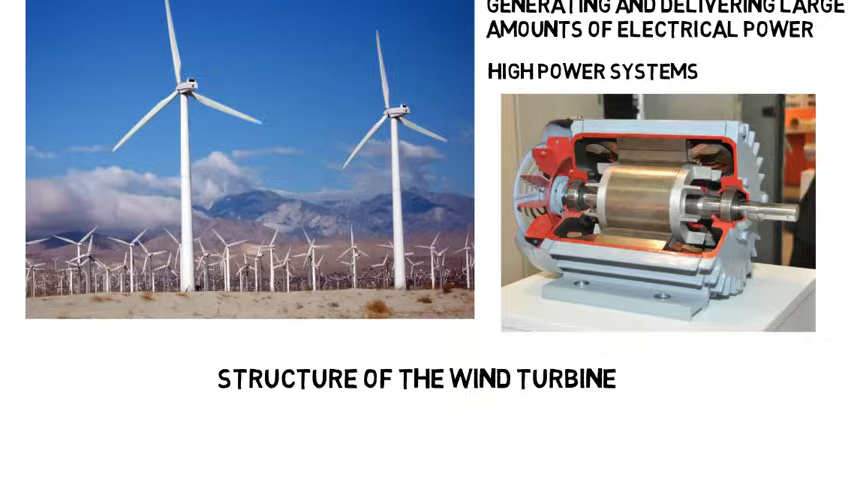 GENERATING AND DELIVERING LARGE
AMOUNTS OF ELECTRICAL POWER
HIGH POWER SYSTEMS
STRUCTURE OF THE WIND TURBINE